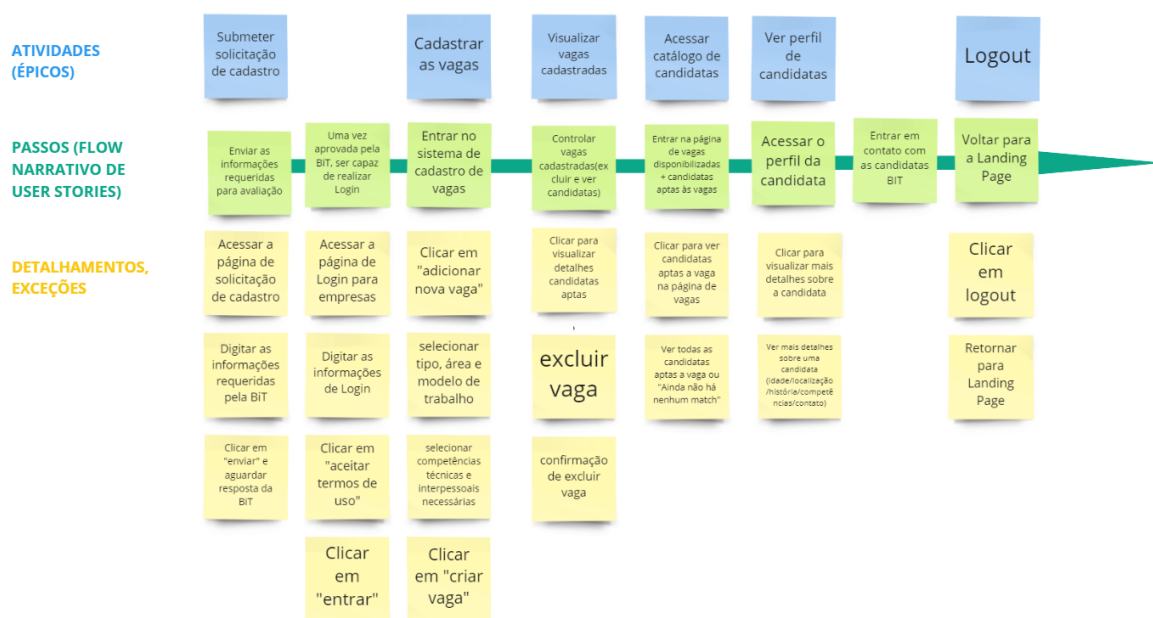 ATIVIDADES
(ÉPICOS)
Submeter
solicitação
de cadastro
Cadastrar
as vagas
Visualizar
vagas
cadastradas
Acessar
catálogo de
candidatas
Ver perfil
de
candidatas
Logout
PASSOS (FLOW
NARRATIVO DE
USER STORIES)
Enviar as
informações
requeridas
para avaliação
Uma vez
aprovada pela
BiT, ser capaz
de realizar
Login
Entrar no
sistema de
cadastro de
vagas
Controlar
vagas
cadastradas(ex
cluir e ver
candidatas)
Entrar na página
de vagas
disponibilizadas
+ candidatas
aptas às vagas
Acessar o
perfil da
candidata
Entrar em
contato com
as candidatas
BIT
Voltar para
a Landing
Page
DETALHAMENTOS,
EXCEÇÕES
Acessar a
página de
solicitação
de cadastro
Acessar a
página de
Login para
empresas
Clicar em
"adicionar
nova vaga"
Clicar para
visualizar
detalhes
candidatas
aptas
Clicar para ver
candidatas
aptas a vaga
na página de
vagas
Clicar para
visualizar mais
detalhes sobre
a candidata
Clicar
em
logout
Digitar as
informações
requeridas
pela BiT
Digitar as
informações
de Login
selecionar
tipo, área e
modelo de
trabalho
excluir
vaga
Ver todas as
candidatas
aptas a vaga ou
"Ainda não há
nenhum match"
Ver mais detalhes
sobre uma
candidata
(idade/localização
/história/competê
ncias/contato)
Retornar
para
Landing
Page
Clicar em
"enviar" e
aguardar
resposta da
BiT
Clicar em
"aceitar
termos de
uso"
selecionar
competências
técnicas e
interpessoais
necessárias
confirmação
de excluir
vaga
Clicar
em
"entrar"
Clicar
em "criar
vaga"